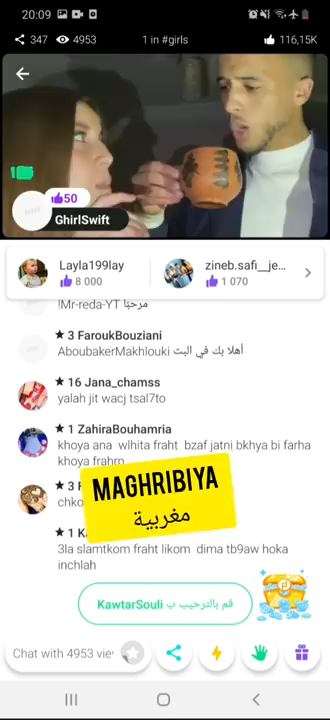 20:09
347 4953 1 in #girls 116,15K
50
GhirlSwift
Layla199lay
8 000
zineb.safi__je...
1 070
!Mr-reda-YT مرحبًا
★ 3 FaroukBouziani
AboubakerMakhlouki أهلا بك في البث
★ 16 Jana_chamss
yalah jit wacj tsal7to
★ 1 ZahiraBouhamria
khoya ana wlhita fraht bzaf jatni bkhya bi farha
khoya frahrn
★ 3
chko
MAGHRIBIYA
مغربية
★ 1 K
3la slamtkom fraht likom dima tb9aw hoka
inchlah
قم بالترحيب ب KawtarSouli
Chat with 4953 vie